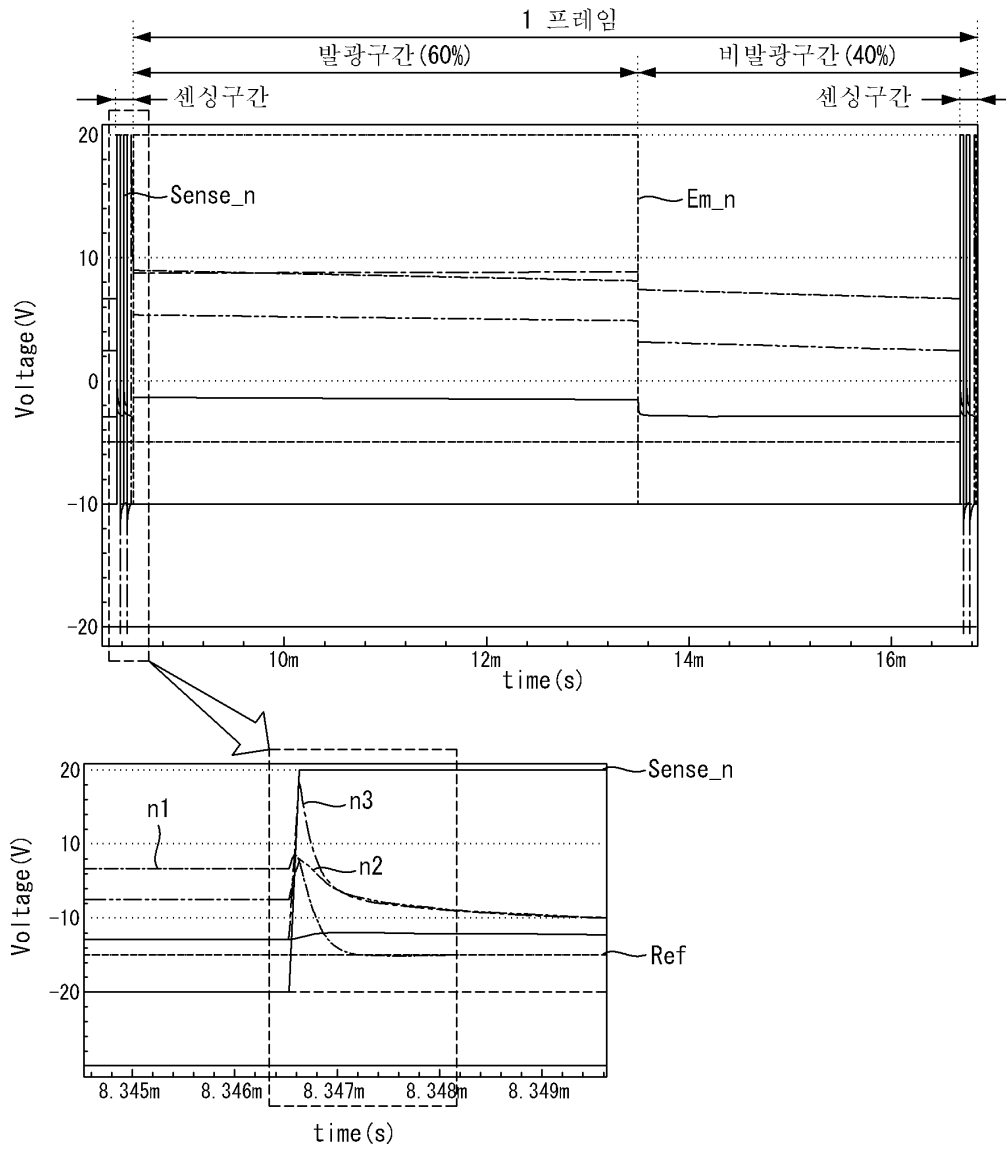 1 프레임
발광구간(60%)
비발광구간(40%)
센싱구간
센싱구간
20
10
0
-10
-20
Voltage(V)
Sense_n
Em_n
10m
12m
14m
16m
time(s)
20
10
-10
-20
Voltage(V)
n1
n3
n2
Sense_n
Ref
8.345m
8.346m
8.347m
8.348m
8.349m
time(s)